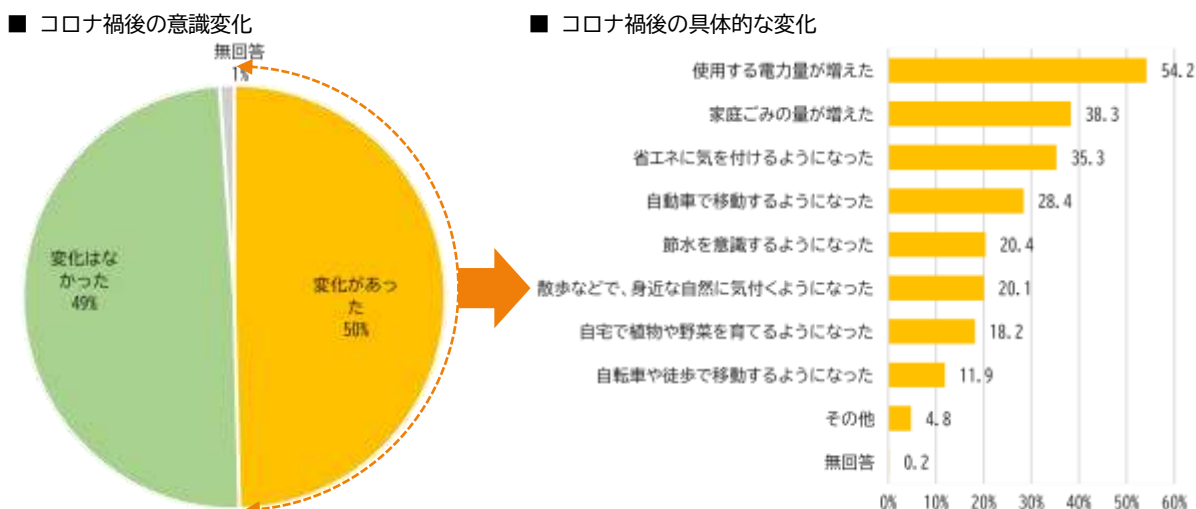 ■ コロナ禍後の意識変化
無回答
1%
変化はな
かった
49%
変化があっ
た
50%
■ コロナ禍後の具体的な変化
使用する電力量が増えた 54.2
家庭ごみの量が増えた 38.3
省エネに気を付けるようになった 35.3
自動車で移動するようになった 28.4
節水を意識するようになった 20.4
散歩などで、身近な自然に気付くようになった 20.1
自宅で植物や野菜を育てるようになった 18.2
自転車や徒歩で移動するようになった 11.9
その他 4.8
無回答 0.2
0% 10% 20% 30% 40% 50% 60%